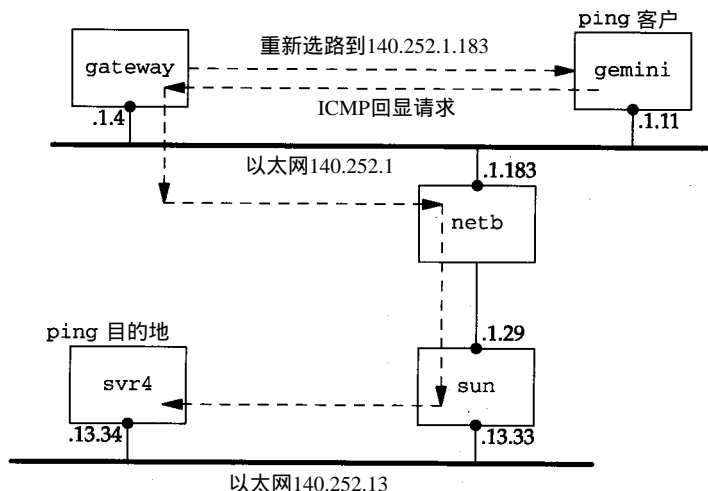 ping 客户
重新选路到140.252.1.183
gateway
gemini
ICMP回显请求
.1.4
.1.11
以太网140.252.1
.1.183
netb
ping 目的地
.1.29
svr4
sun
.13.34
.13.33
以太网140.252.13